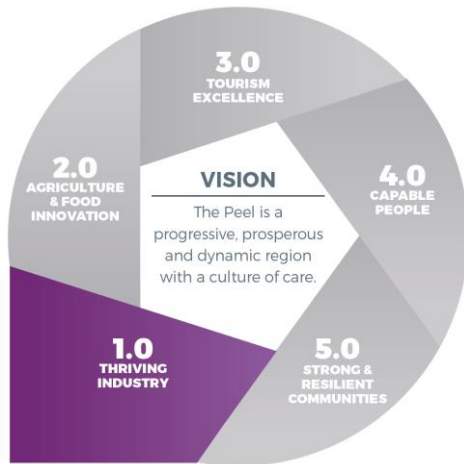 3.0
TOURISM
EXCELLENCE
2.0
AGRICULTURE
& FOOD
INNOVATION
VISION
The Peel is a
progressive, prosperous
and dynamic region
with a culture of care.
4.0
CAPABLE
PEOPLE
1.0
THRIVING
INDUSTRY
5.0
STRONG &
RESILIENT
COMMUNITIES